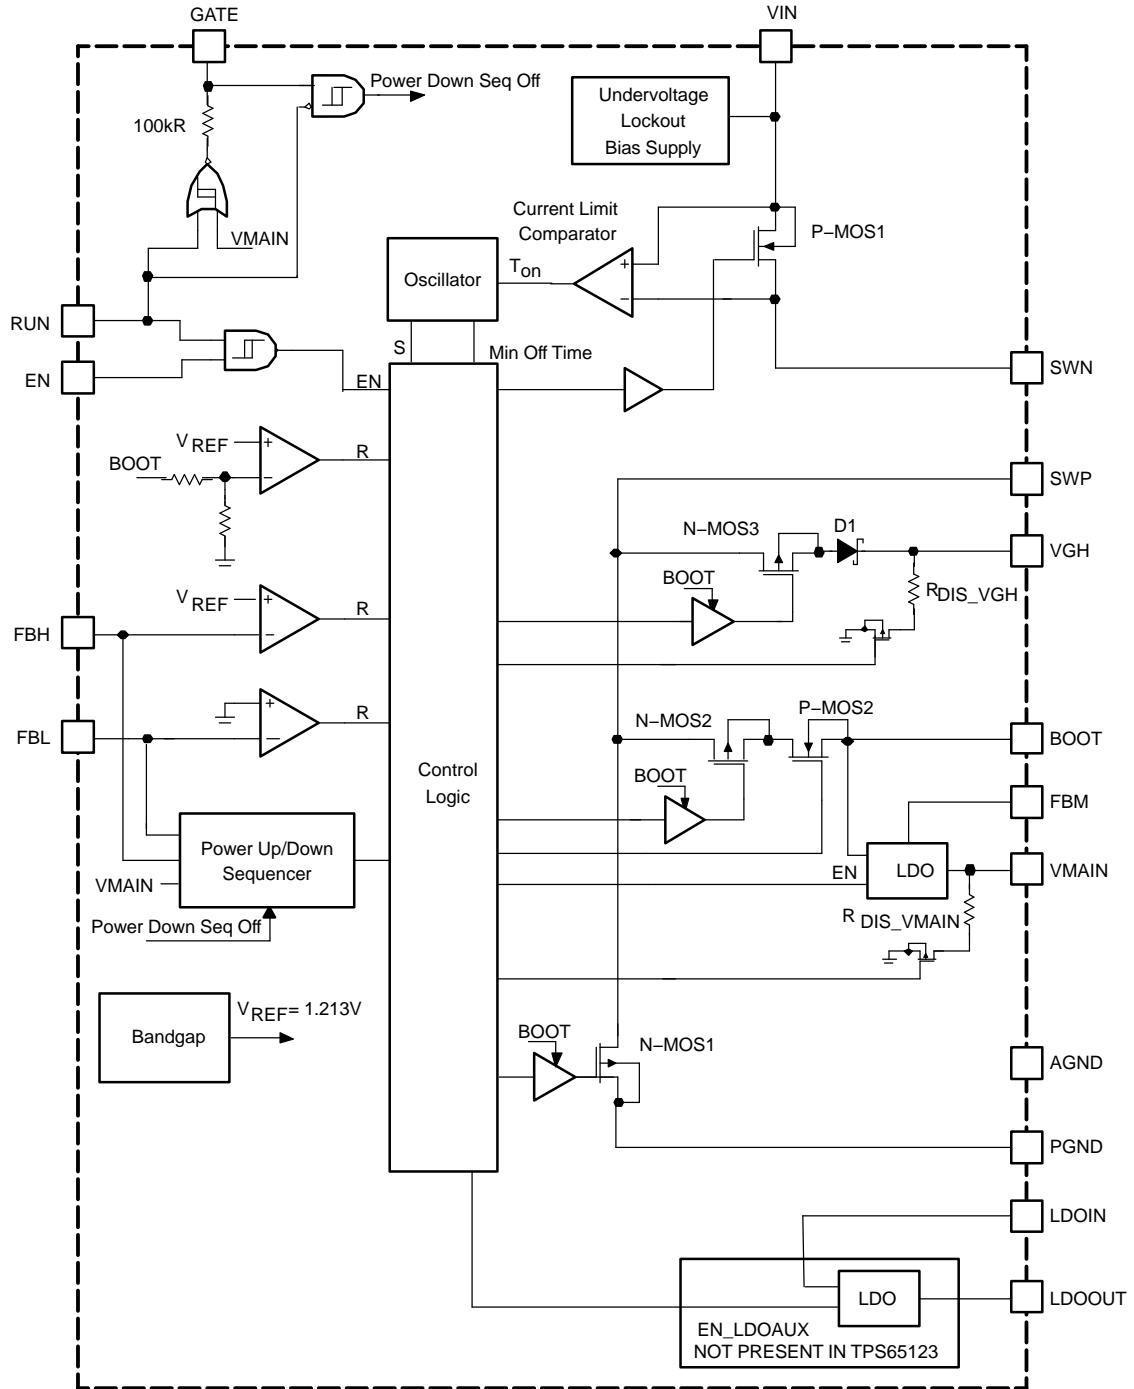 GATE
VIN
Power Down Seq Off
100kR
Undervoltage
Lockout
Bias Supply
VMAIN
Current Limit
Comparator
P-MOS1
Oscillator
Ton
+
-
RUN
S
Min Off Time
EN
EN
SWN
VREF
+
-
R
BOOT
SWP
N-MOS3
D1
VGH
BOOT
RDIS_VGH
VREF
+
-
R
FBH
+
-
R
FBL
N-MOS2
P-MOS2
BOOT
BOOT
Control
Logic
FBM
Power Up/Down
Sequencer
VMAIN
EN
LDO
VMAIN
Power Down Seq Off
R DIS_VMAIN
Bandgap
VREF= 1.213V
BOOT
N-MOS1
AGND
PGND
LDOIN
LDO
LDOOUT
EN_LDOAUX
NOT PRESENT IN TPS65123